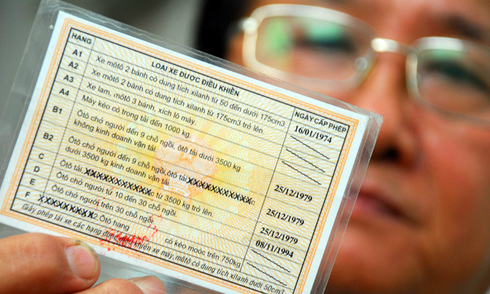 HẠNG LOẠI XE ĐƯỢC ĐIỀU KHIỂN NGÀY CẤP PHÉP
A1 Xe môtô 2 bánh có dung tích xilanh từ 50 đến dưới 175cm3 16/01/1974
A2 Xe môtô 2 bánh có dung tích xilanh từ 175cm3 trở lên.
A3 Xe lam, môtô 3 bánh, xích lô máy
A4 Máy kéo có trọng tải đến 1000 kg.
B1 Ôtô chở người đến 9 chỗ ngồi, ôtô tải dưới 3500 kg
không kinh doanh vận tải
B2 Ôtô chở người đến 9 chỗ ngồi, ôtô tải 25/12/1979
dưới 3500 kg kinh doanh vận tải
C Ôtô tải, từ 3500 kg trở lên. 25/12/1979
D Ôtô chở người từ 10 đến 30 chỗ ngồi. 25/12/1979
E Ôtô chở người trên 30 chỗ ngồi 08/11/1994
F Ôtô hạng có kéo moóc trên 750kg
Giấy phép lái xe các hạng điều khiển xe máy, môtô có dung tích xilanh dưới 50cm3